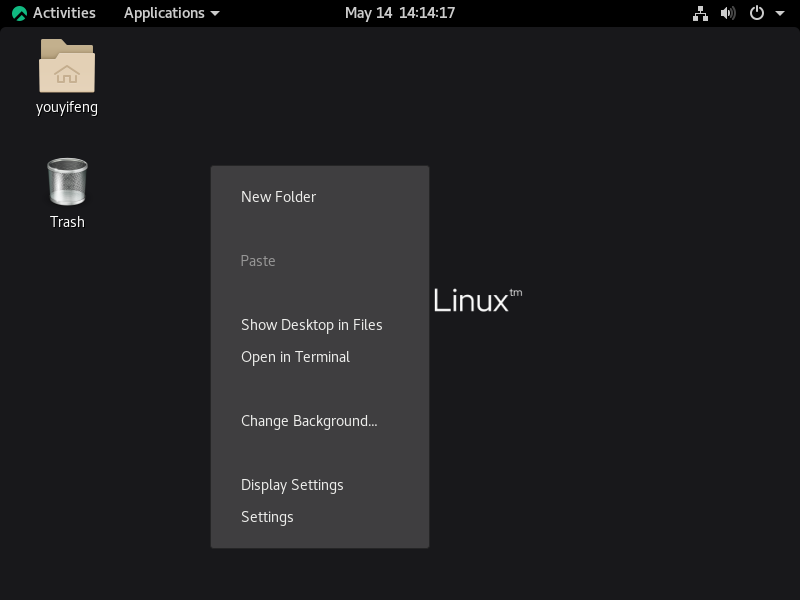 Activities Applications May 14 14:14:17
youyifeng
Trash
New Folder
Paste
Show Desktop in Files
Open in Terminal
Change Background...
Display Settings
Settings
Linux™